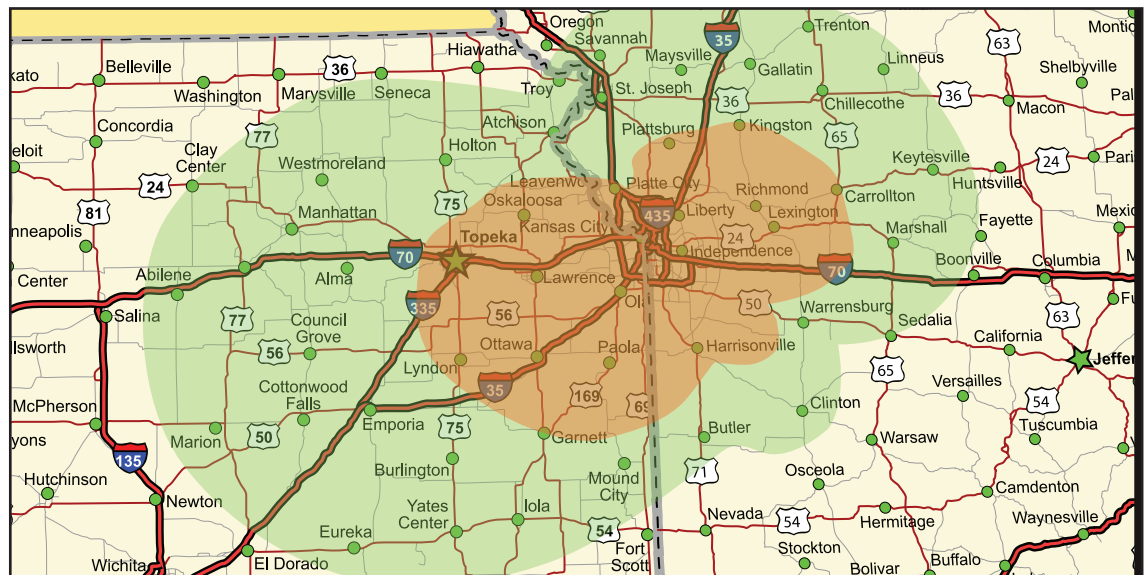 Oregon
Trenton
Montic
Savannah
63
35
Hiawatha
Maysville
Gallatin
Linneus
kato
Belleville
36
Shelbyville
Washington
Marysville
Seneca
Troy
St. Joseph
36
Chillecothe
36
Macon
Pal
Concordia
77
Atchison
Plattsburg
Kingston
65
eloit
Clay
Center
Westmoreland
Holton
Keytesville
24
Pari
24
Leavenwo
Platte City
Richmond
Carrollton
Huntsville
81
Manhattan
75
Oskaloosa
435
Liberty
Lexington
Fayette
Mexic
nneapolis
Topeka
Kansas City
24
Independence
Marshall
Center
Abilene
70
Alma
Lawrence
70
Boonville
Columbia
M
Salina
77
335
56
Ola
50
Warrensburg
Sedalia
63
Fu
Council
Grove
lsworth
56
Ottawa
Paola
Harrisonville
California
Jeffer
Lyndon
65
McPherson
Cottonwood
Falls
35
169
69
Versailles
54
yons
Marion
50
Emporia
75
Garnett
Butler
Clinton
Warsaw
Tuscumbia
V
135
Burlington
Mound
City
71
Osceola
Hutchinson
Newton
Camdenton
Yates
Center
Iola
Nevada
54
Hermitage
Waynesville
Eureka
54
Fort
Scott
Stockton
Buffalo
Wichita
El Dorado
Bolivar